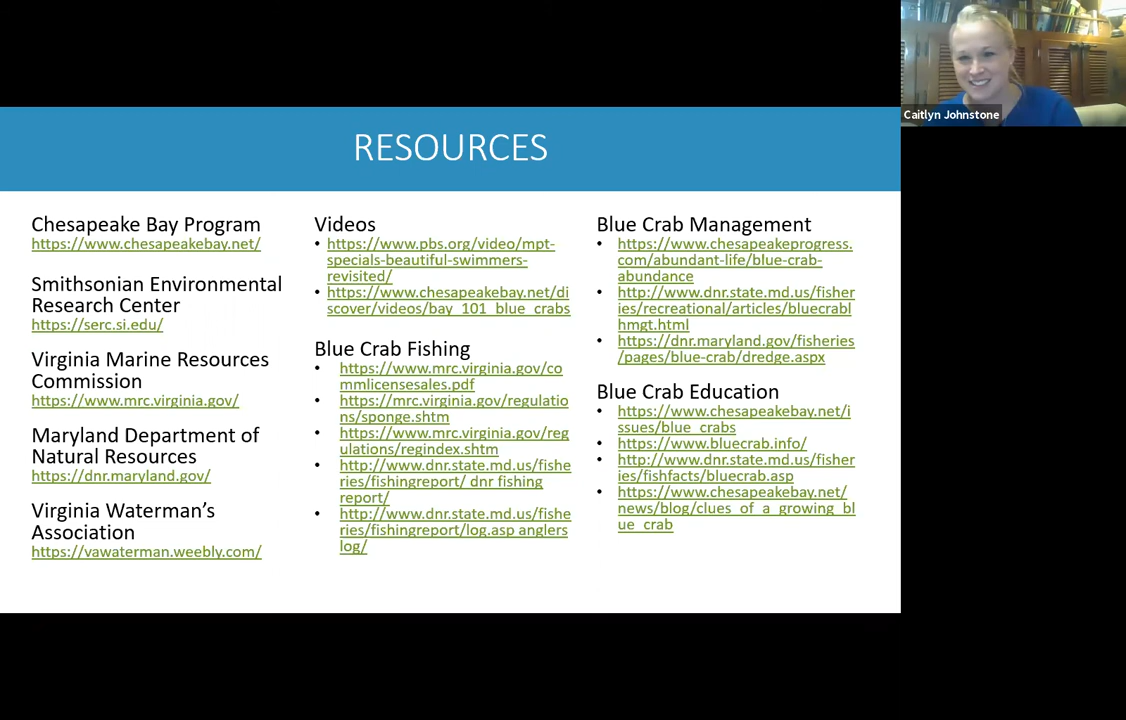 RESOURCES
Chesapeake Bay Program
https://www.chesapeakebay.net/
Smithsonian Environmental
Research Center
https://serc.si.edu/
Virginia Marine Resources
Commission
https://www.mrc.virginia.gov/
Maryland Department of
Natural Resources
https://dnr.maryland.gov/
Virginia Waterman's
Association
https://vawaterman.weebly.com/
Videos
• https://www.pbs.org/video/mpt-
specials-beautiful-swimmers-
revisited/
• https://www.chesapeakebay.net/di
scover/videos/bay_101_blue_crabs
Blue Crab Fishing
• https://www.mrc.virginia.gov/co
mmlicensesales.pdf
• https://mrc.virginia.gov/regulatio
ns/sponge.shtm
• https://www.mrc.virginia.gov/reg
ulations/regindex.shtm
• http://www.dnr.state.md.us/fishe
ries/fishingreport/ dnr fishing
report/
• http://www.dnr.state.md.us/fishe
ries/fishingreport/log.asp anglers
log/
Blue Crab Management
• https://www.chesapeakeprogress.
com/abundant-life/blue-crab-
abundance
• http://www.dnr.state.md.us/fisher
ies/recreational/articles/bluecrabl
hmgt.html
• https://dnr.maryland.gov/fisheries
/pages/blue-crab/dredge.aspx
Blue Crab Education
• https://www.chesapeakebay.net/i
ssues/blue_crabs
• https://www.bluecrab.info/
• http://www.dnr.state.md.us/fisher
ies/fishfacts/bluecrab.asp
• https://www.chesapeakebay.net/
news/blog/clues_of_a_growing_bl
ue_crab
Caitlyn Johnstone